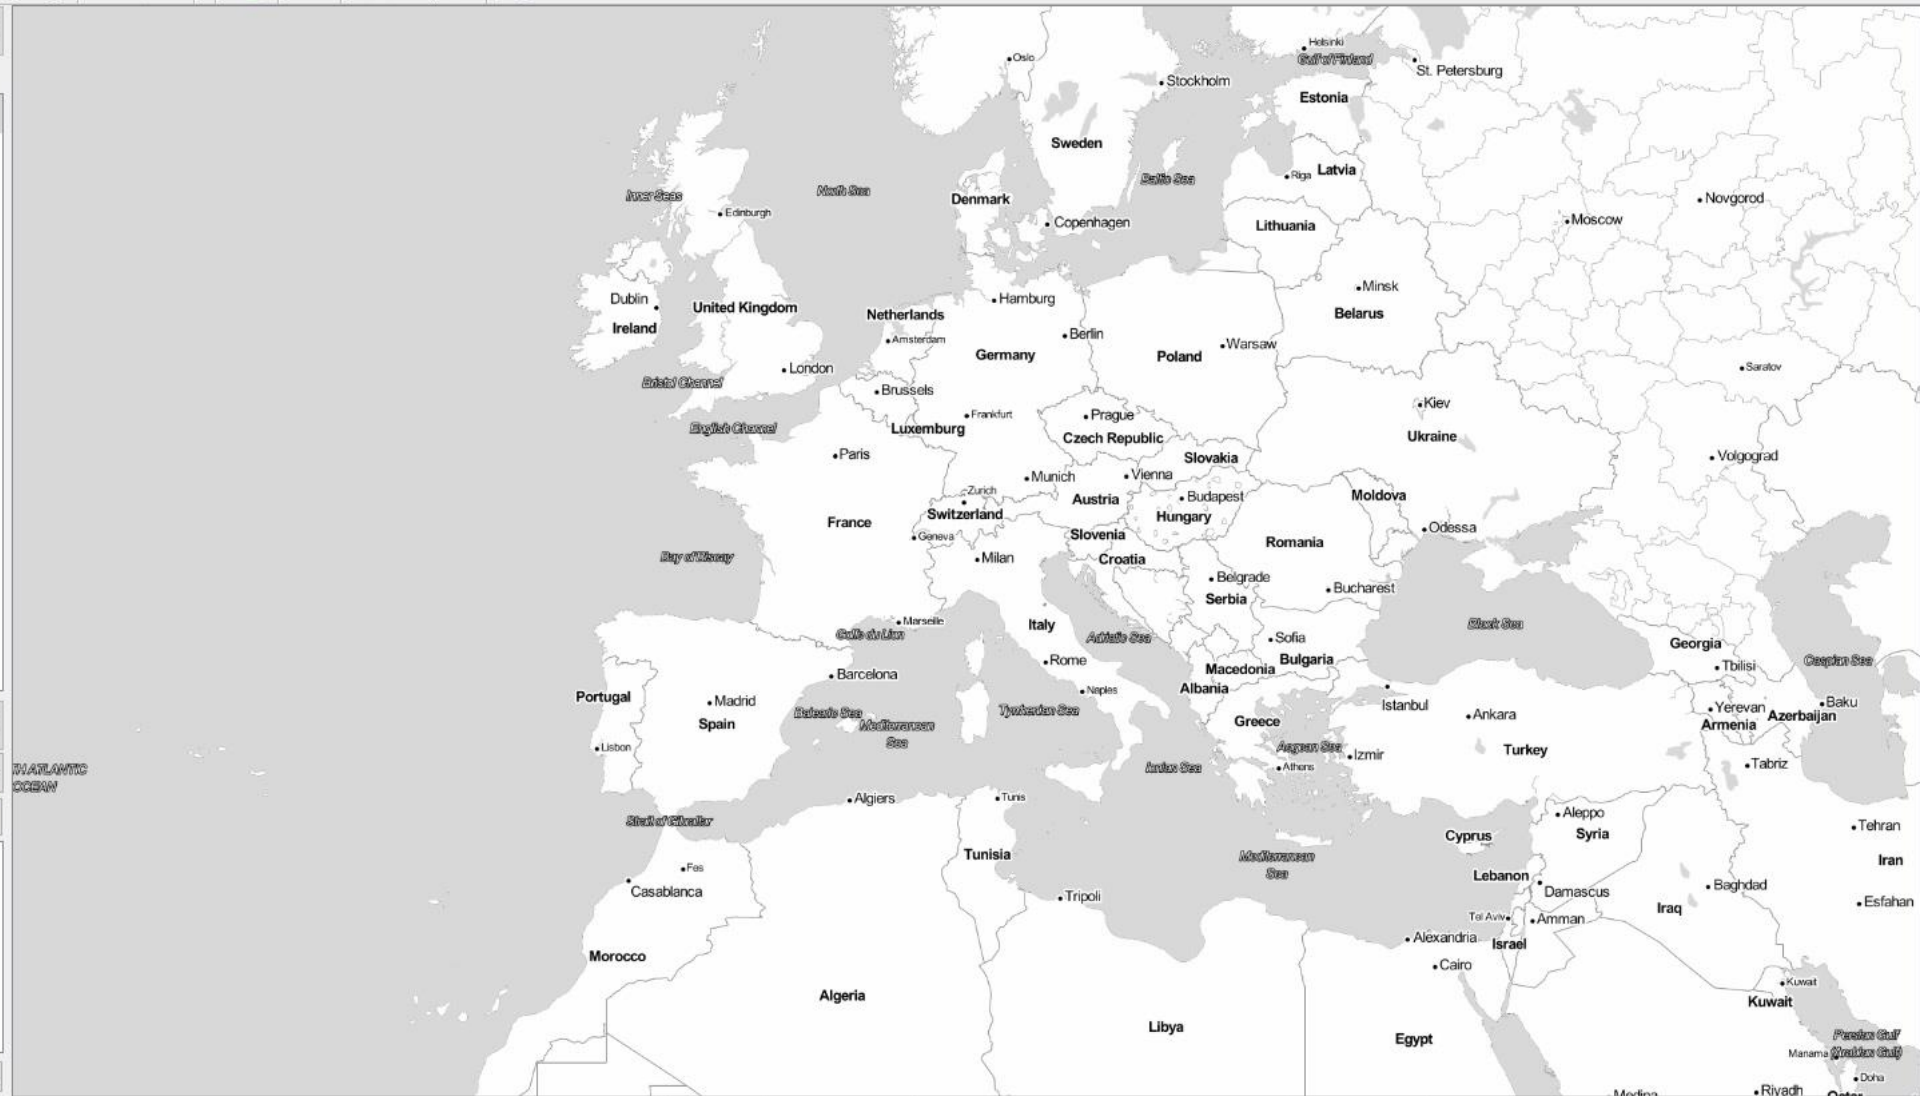 Helsinki
Oslo
Gulf of Finland
St. Petersburg
Stockholm
Estonia
Sweden
Latvia
Riga
Baltic Sea
North Sea
Inner Seas
Denmark
Novgorod
Edinburgh
Moscow
Copenhagen
Lithuania
Minsk
Dublin
Hamburg
United Kingdom
Netherlands
Belarus
Ireland
Berlin
Amsterdam
Warsaw
Germany
Poland
London
Saratov
Bristol Channel
Brussels
Kiev
Frankfurt
Prague
English Channel
Luxemburg
Czech Republic
Ukraine
Paris
Slovakia
Volgograd
Munich
Vienna
Zurich
Austria
Budapest
Moldova
Switzerland
Hungary
France
Odessa
Geneva
Slovenia
Romania
Bay of Biscay
Milan
Croatia
Belgrade
Bucharest
Serbia
Marseille
Italy
Black Sea
Golfe du Lion
Adriatic Sea
Sofia
Georgia
Rome
Bulgaria
Caspian Sea
Macedonia
Tbilisi
Barcelona
Albania
Naples
Portugal
Madrid
Istanbul
Baku
Yerevan
Balearic Sea
Tyrrhenian Sea
Ankara
Azerbaijan
Spain
Mediterranean
Sea
Greece
Armenia
Lisbon
Aegean Sea
Izmir
Turkey
TH ATLANTIC
OCEAN
Ionian Sea
Athens
Tabriz
Algiers
Tunis
Strait of Gibraltar
Aleppo
Tehran
Cyprus
Syria
Tunisia
Mediterranean
Sea
Iran
Fes
Lebanon
Baghdad
Casablanca
Damascus
Tripoli
Esfahan
Iraq
Tel Aviv
Amman
Alexandria
Israel
Morocco
Cairo
Kuwait
Algeria
Kuwait
Libya
Persian Gulf
Egypt
Manama
(Arabian Gulf)
Doha
Riyadh
Medina
Qatar